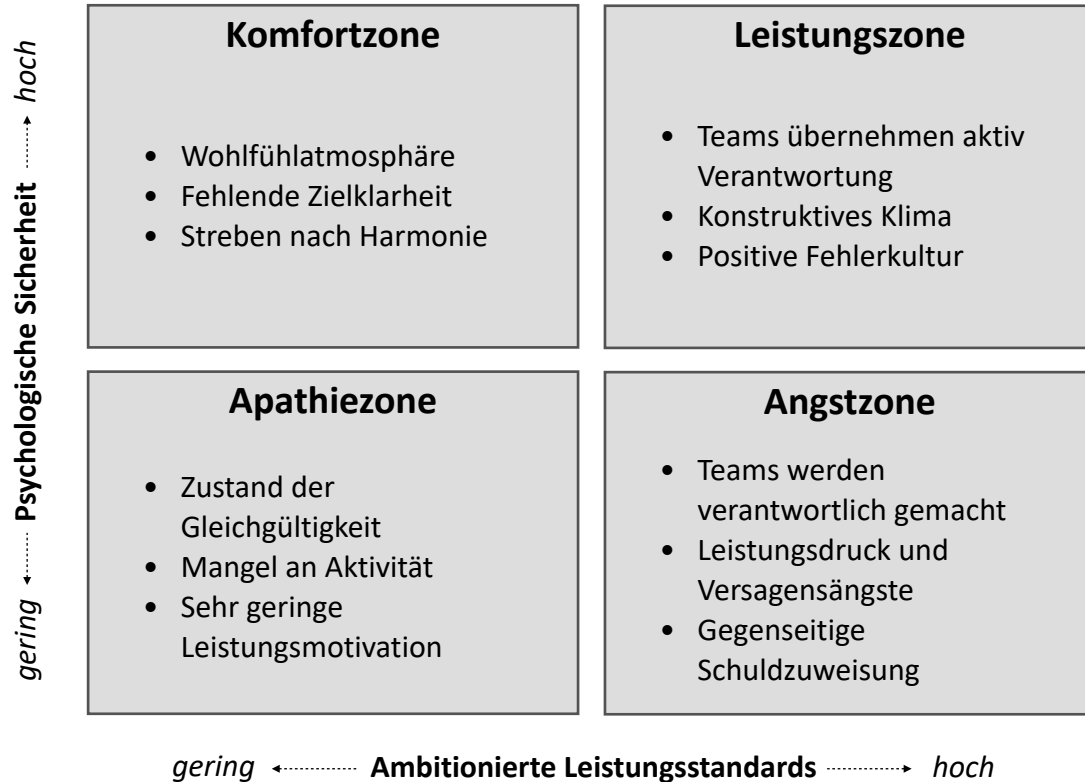 Komfortzone
• Wohlfühlatmosphäre
• Fehlende Zielklarheit
• Streben nach Harmonie
Leistungszone
• Teams übernehmen aktiv
Verantwortung
• Konstruktives Klima
• Positive Fehlerkultur
Apathiezone
• Zustand der
Gleichgültigkeit
• Mangel an Aktivität
• Sehr geringe
Leistungsmotivation
Angstzone
• Teams werden
verantwortlich gemacht
• Leistungsdruck und
Versagensängste
• Gegenseitige
Schuldzuweisung
gering Psychologische Sicherheit hoch
gering Ambitionierte Leistungsstandards hoch